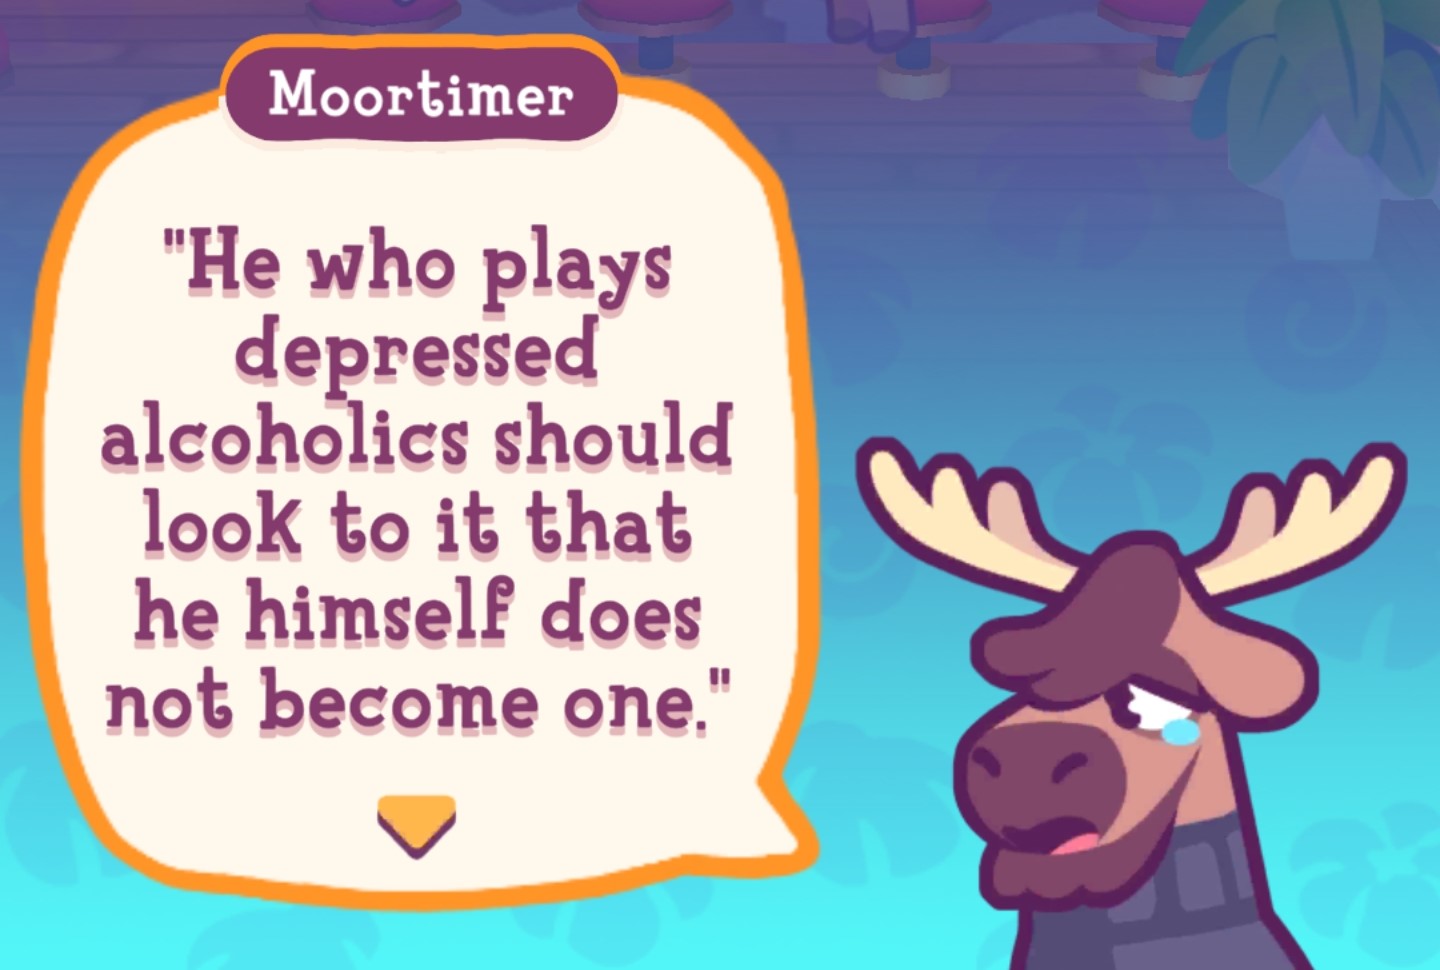 Moortimer
"He who plays
depressed
alcoholics should
look to it that
he himself does
not become one."